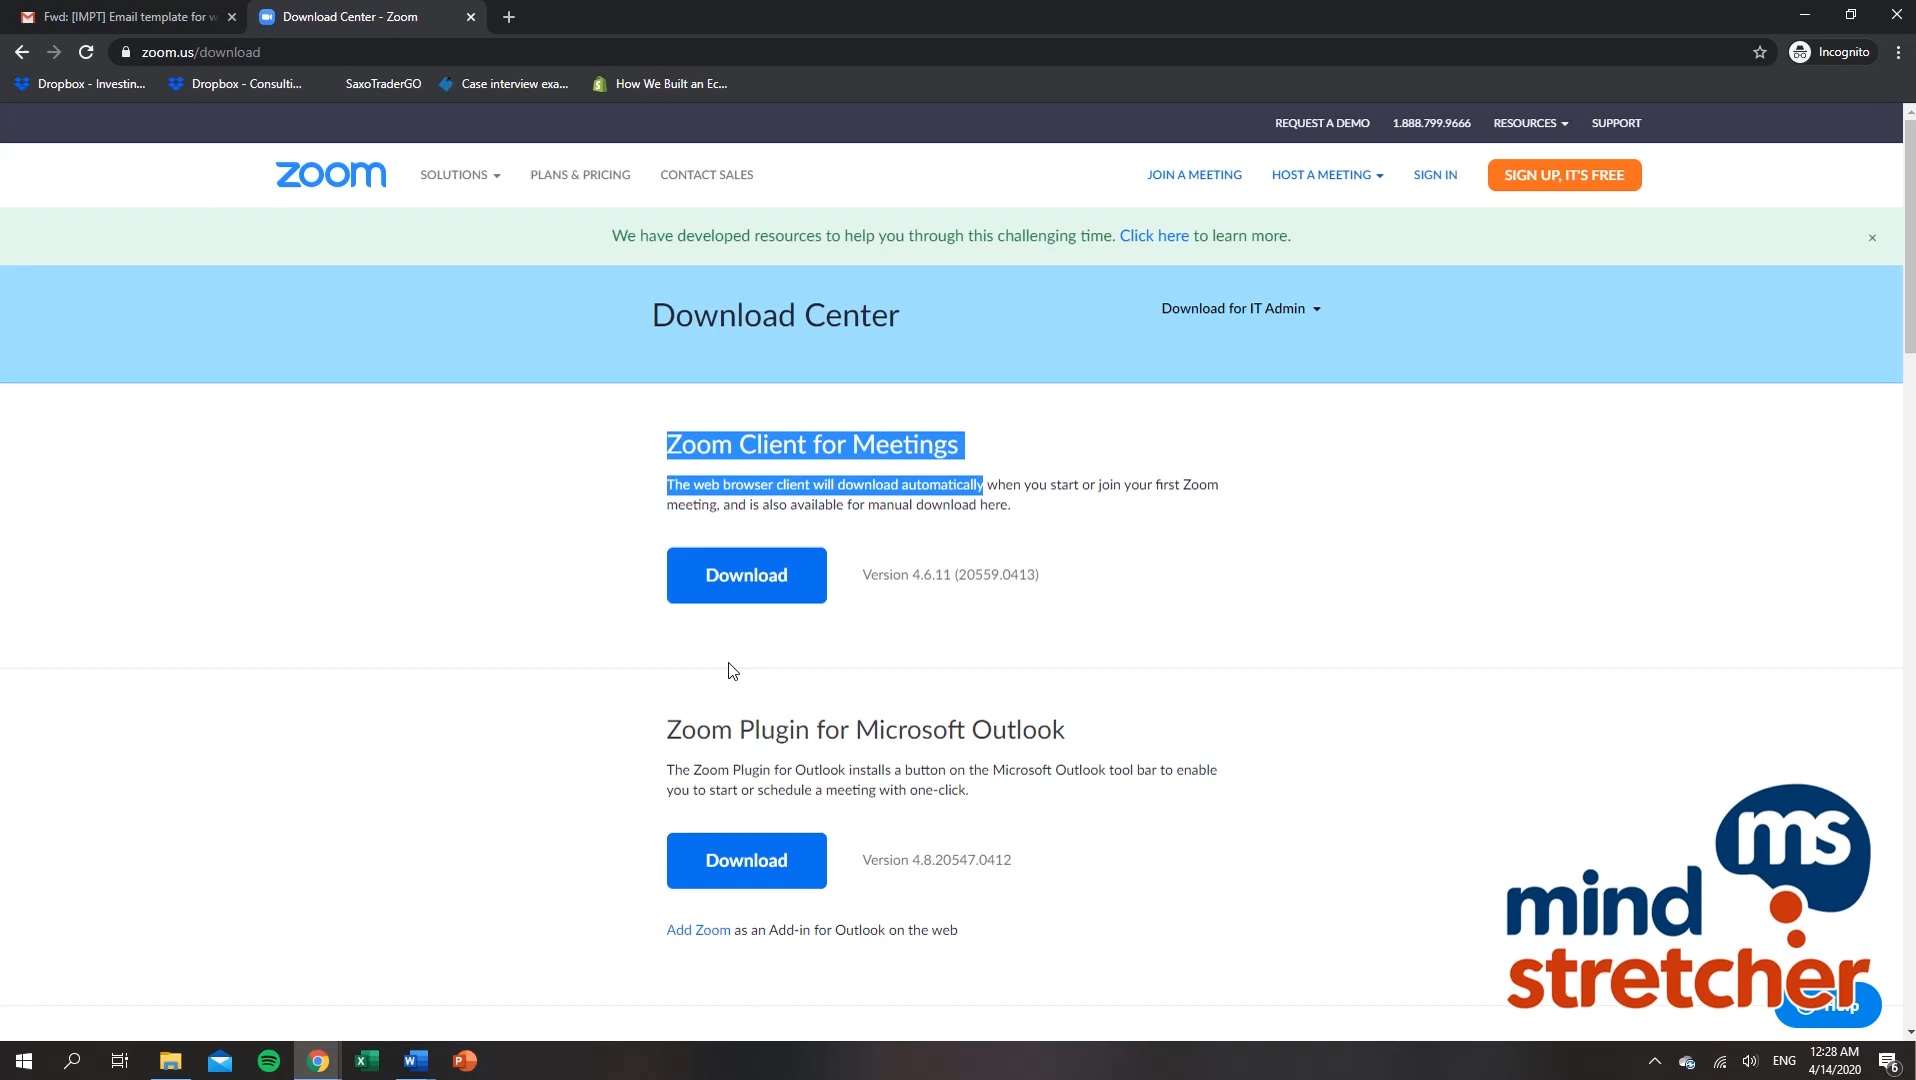 Fwd: [IMPT] Email template for w
Download Center - Zoom
zoom.us/download
Incognito
Dropbox - Investin...
Dropbox - Consulti...
SaxoTraderGO
Case interview exa...
How We Built an Ec...
REQUEST A DEMO
1.888.799.9666
RESOURCES
SUPPORT
zoom
SOLUTIONS
PLANS & PRICING
CONTACT SALES
JOIN A MEETING
HOST A MEETING
SIGN IN
SIGN UP, IT'S FREE
We have developed resources to help you through this challenging time. Click here to learn more.
Download Center
Download for IT Admin
Zoom Client for Meetings
The web browser client will download automatically when you start or join your first Zoom
meeting, and is also available for manual download here.
Download
Version 4.6.11 (20559.0413)
Zoom Plugin for Microsoft Outlook
The Zoom Plugin for Outlook installs a button on the Microsoft Outlook tool bar to enable
you to start or schedule a meeting with one-click.
Download
Version 4.8.20547.0412
Add Zoom as an Add-in for Outlook on the web
ms
mind
stretcher
Help
ENG
12:28 AM
4/14/2020
6